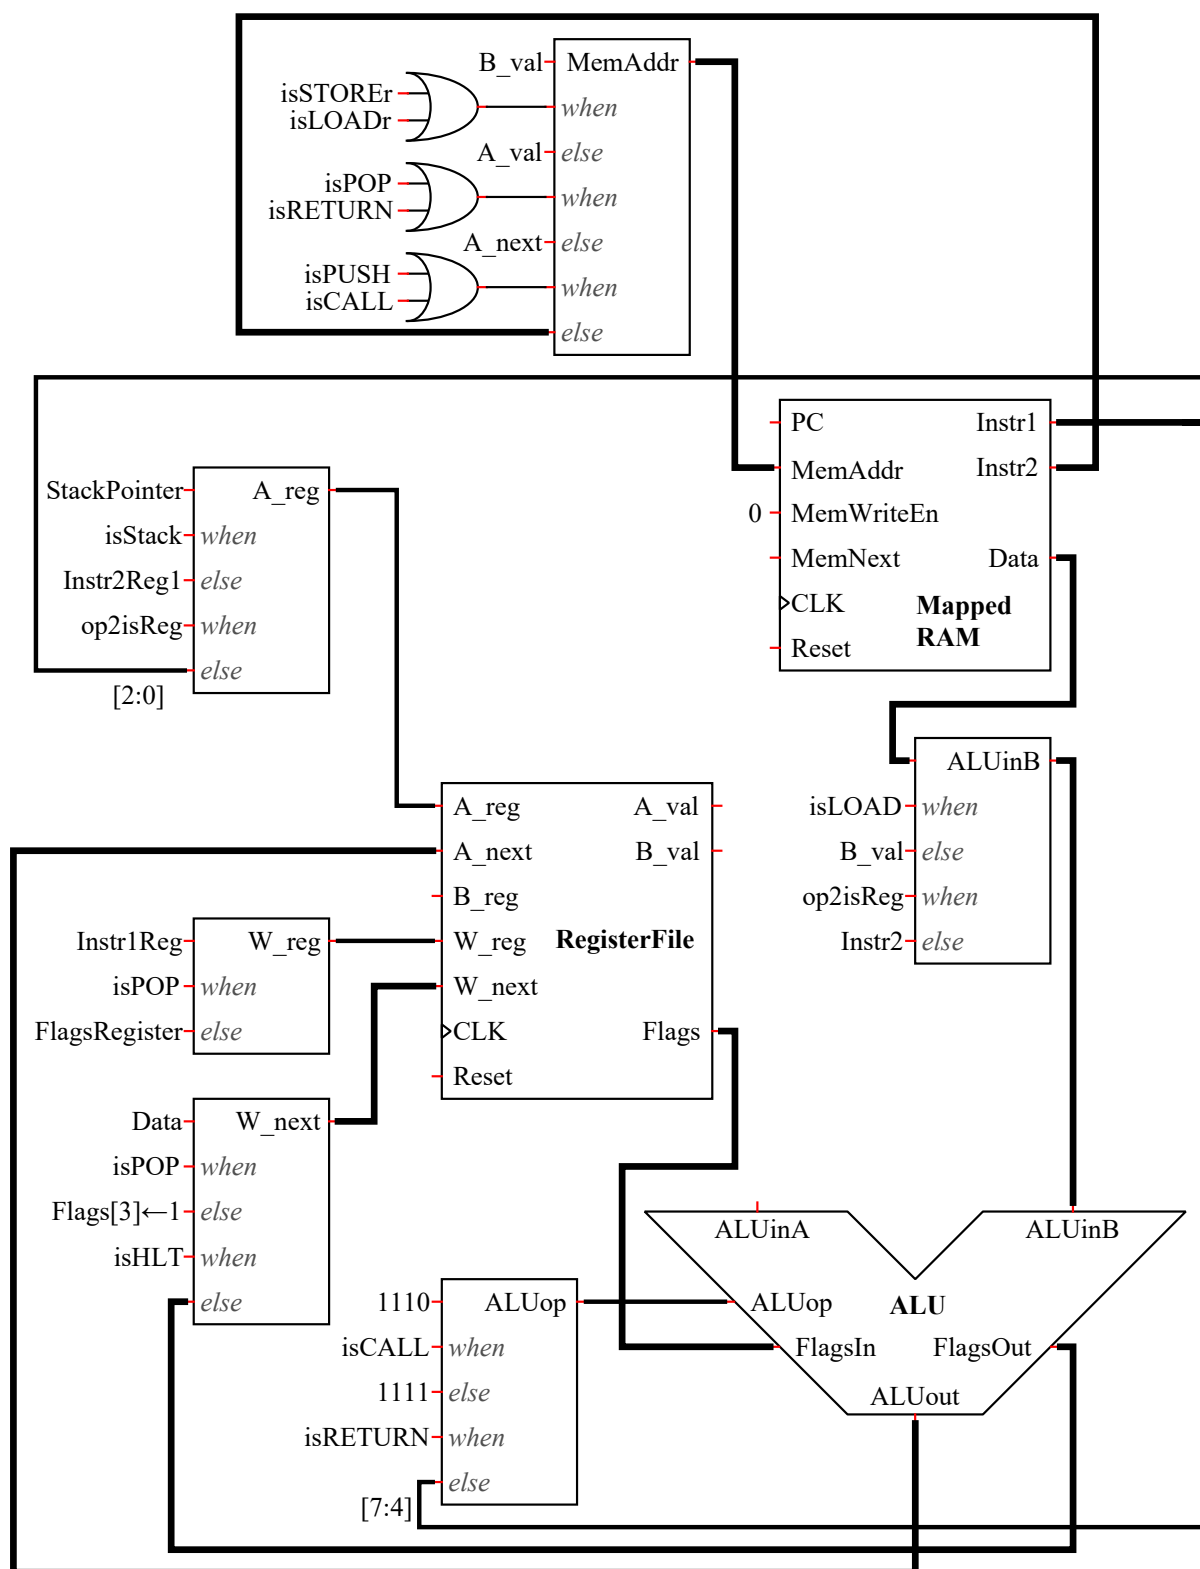 B_val MemAddr
isSTOREr
isLOADr
when
A_val else
isPOP
isRETURN
when
A_next else
isPUSH
isCALL
when
else
PC Instr1
MemAddr Instr2
0 MemWriteEn
MemNext Data
CLK
Reset
Mapped
RAM
StackPointer A_reg
isStack when
Instr2Reg1 else
op2isReg when
else
[2:0]
ALUinB
isLOAD when
B_val else
op2isReg when
Instr2 else
A_reg A_val
A_next B_val
B_reg
W_reg RegisterFile
W_next
CLK Flags
Reset
Instr1Reg W_reg
isPOP when
FlagsRegister else
Data W_next
isPOP when
Flags[3]←1 else
isHLT when
else
1110 ALUop
isCALL when
1111 else
isRETURN when
else
[7:4]
ALUinA ALUinB
ALUop ALU
FlagsIn FlagsOut
ALUout